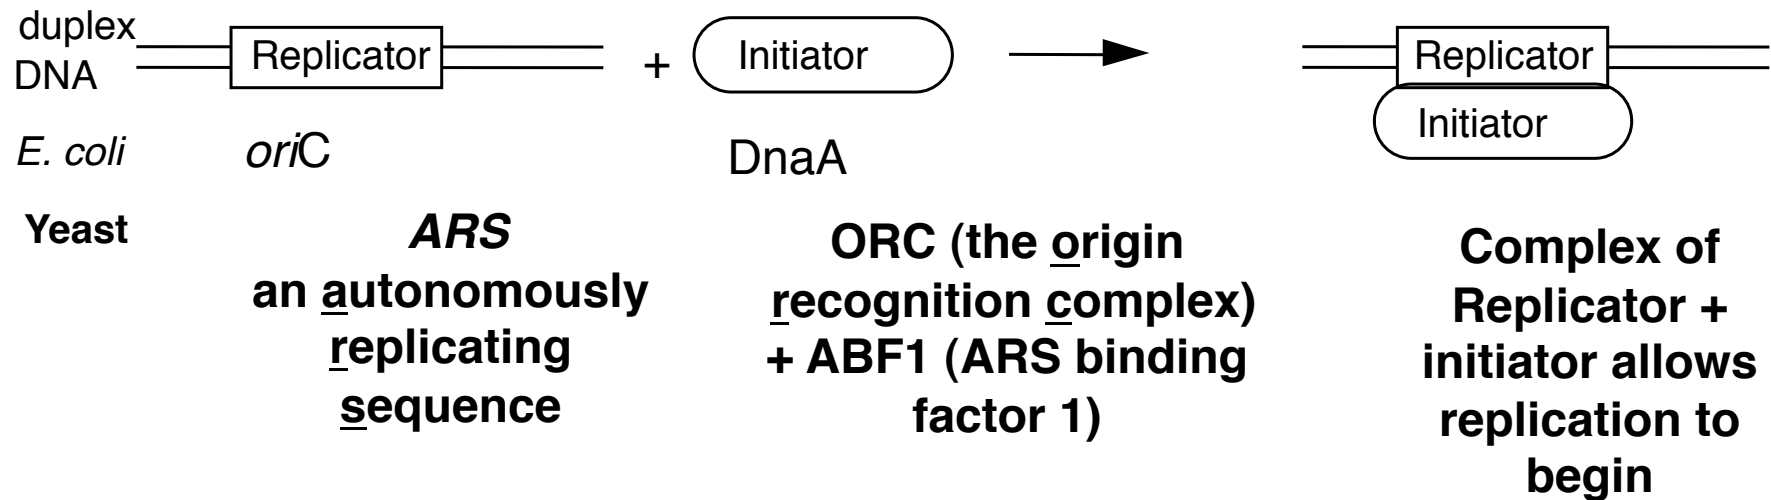 duplex
DNA
Replicator
+
Initiator
Replicator
Initiator
E. coli
oriC
DnaA
Yeast
ARS
an autonomously
replicating
sequence
ORC (the origin
recognition complex)
+ ABF1 (ARS binding
factor 1)
Complex of
Replicator +
initiator allows
replication to
begin